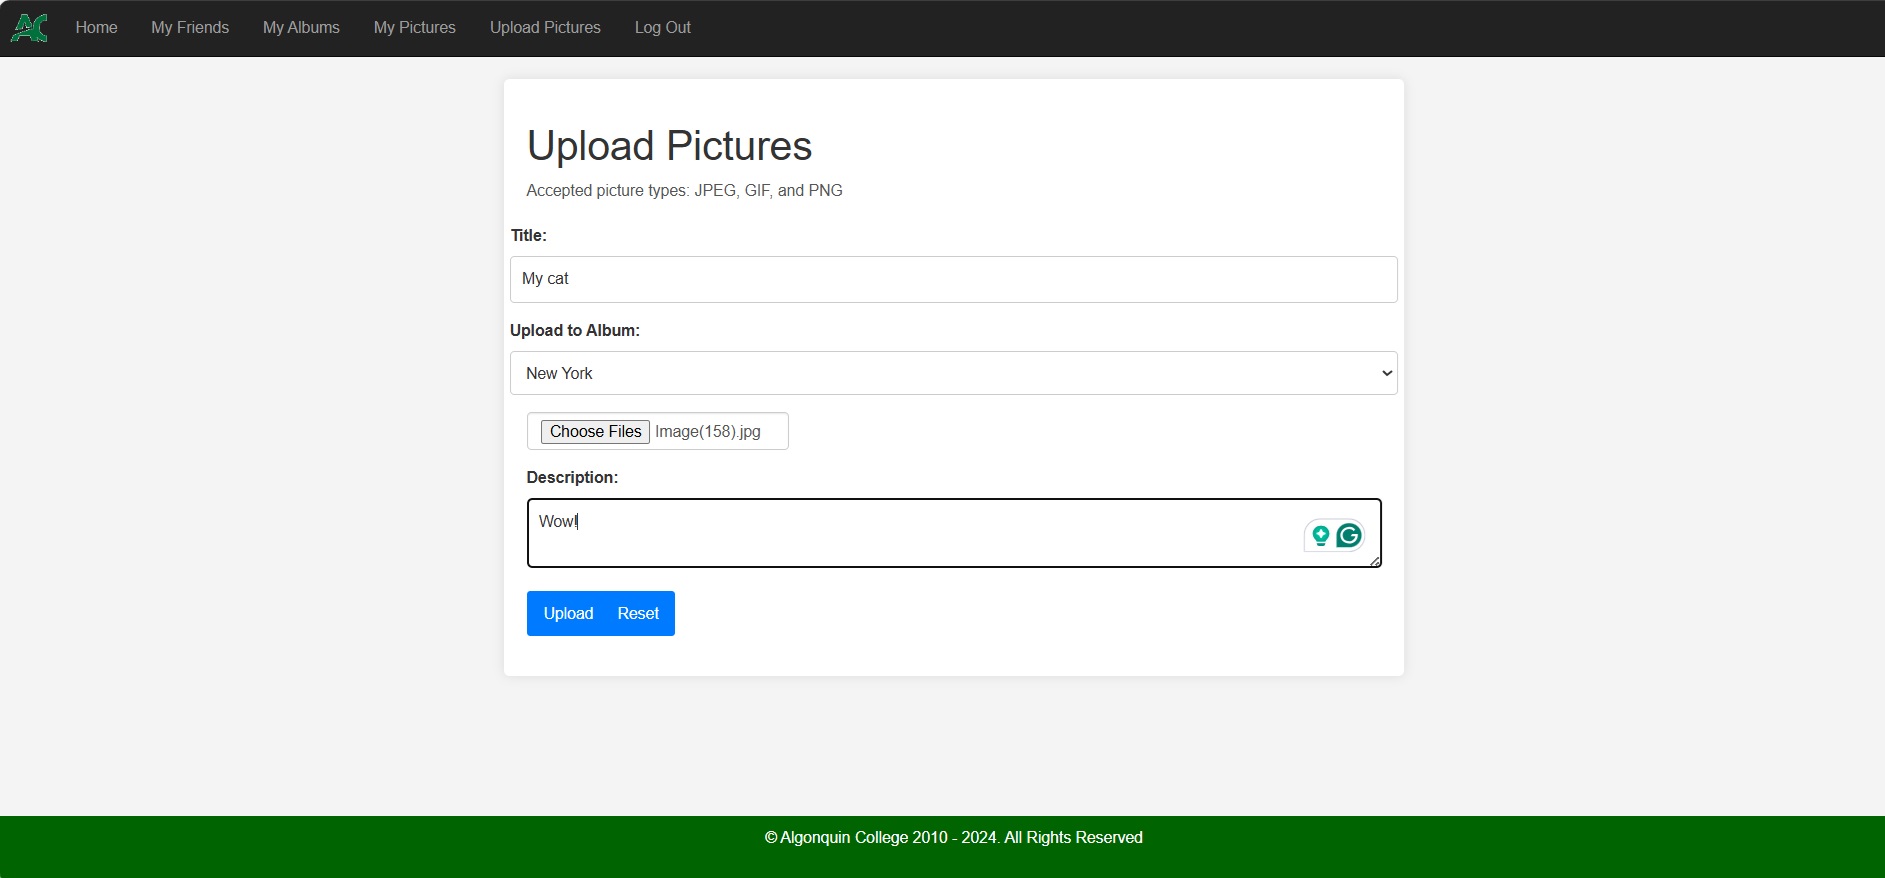 AC
Home My Friends My Albums My Pictures Upload Pictures Log Out
Upload Pictures
Accepted picture types: JPEG, GIF, and PNG
Title:
My cat
Upload to Album:
New York
Choose Files Image(158).jpg
Description:
Wow!
G
Upload Reset
© Algonquin College 2010 - 2024. All Rights Reserved